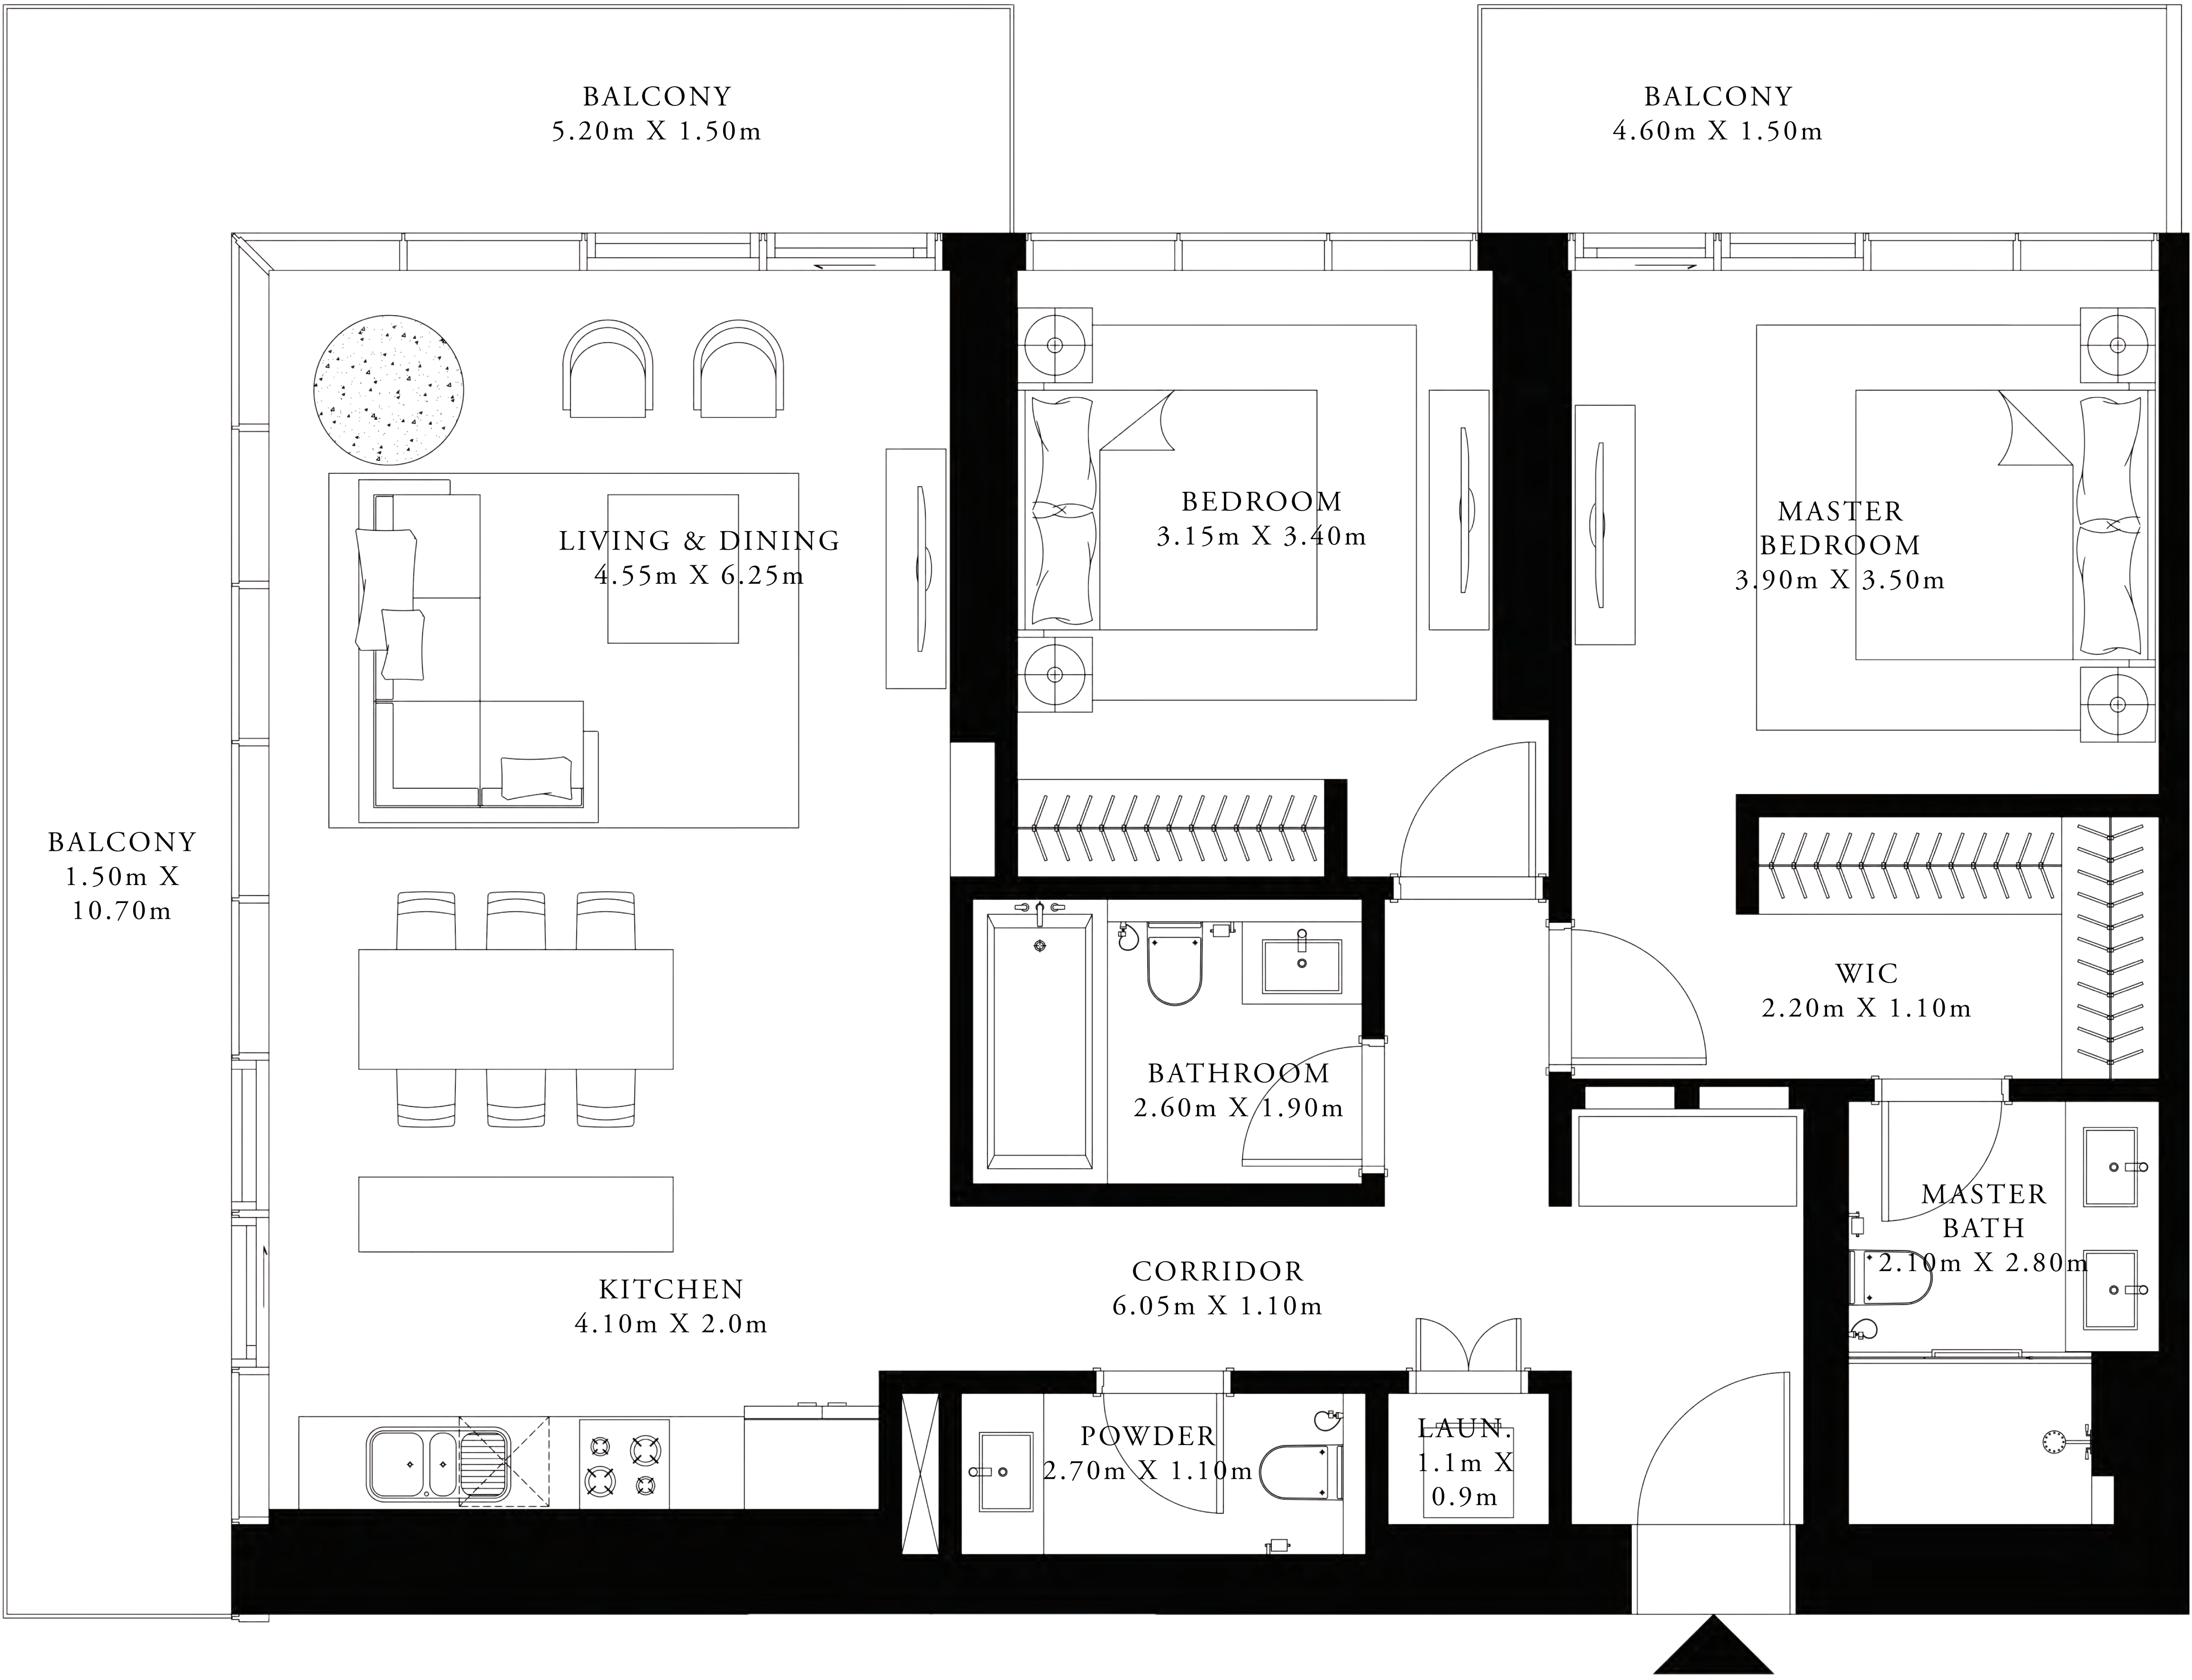 BALCONY
5.20m X 1.50m
BALCONY
4.60m X 1.50m
LIVING & DINING
4.55m X 6.25m
BEDROOM
3.15m X 3.40m
MASTER
BEDROOM
3.90m X 3.50m
BALCONY
1.50m X
10.70m
WIC
2.20m X 1.10m
BATHROOM
2.60m X 1.90m
MASTER
BATH
2.10m X 2.80m
KITCHEN
4.10m X 2.0m
CORRIDOR
6.05m X 1.10m
POWDER
2.70m X 1.10m
LAUN.
1.1m X
0.9m